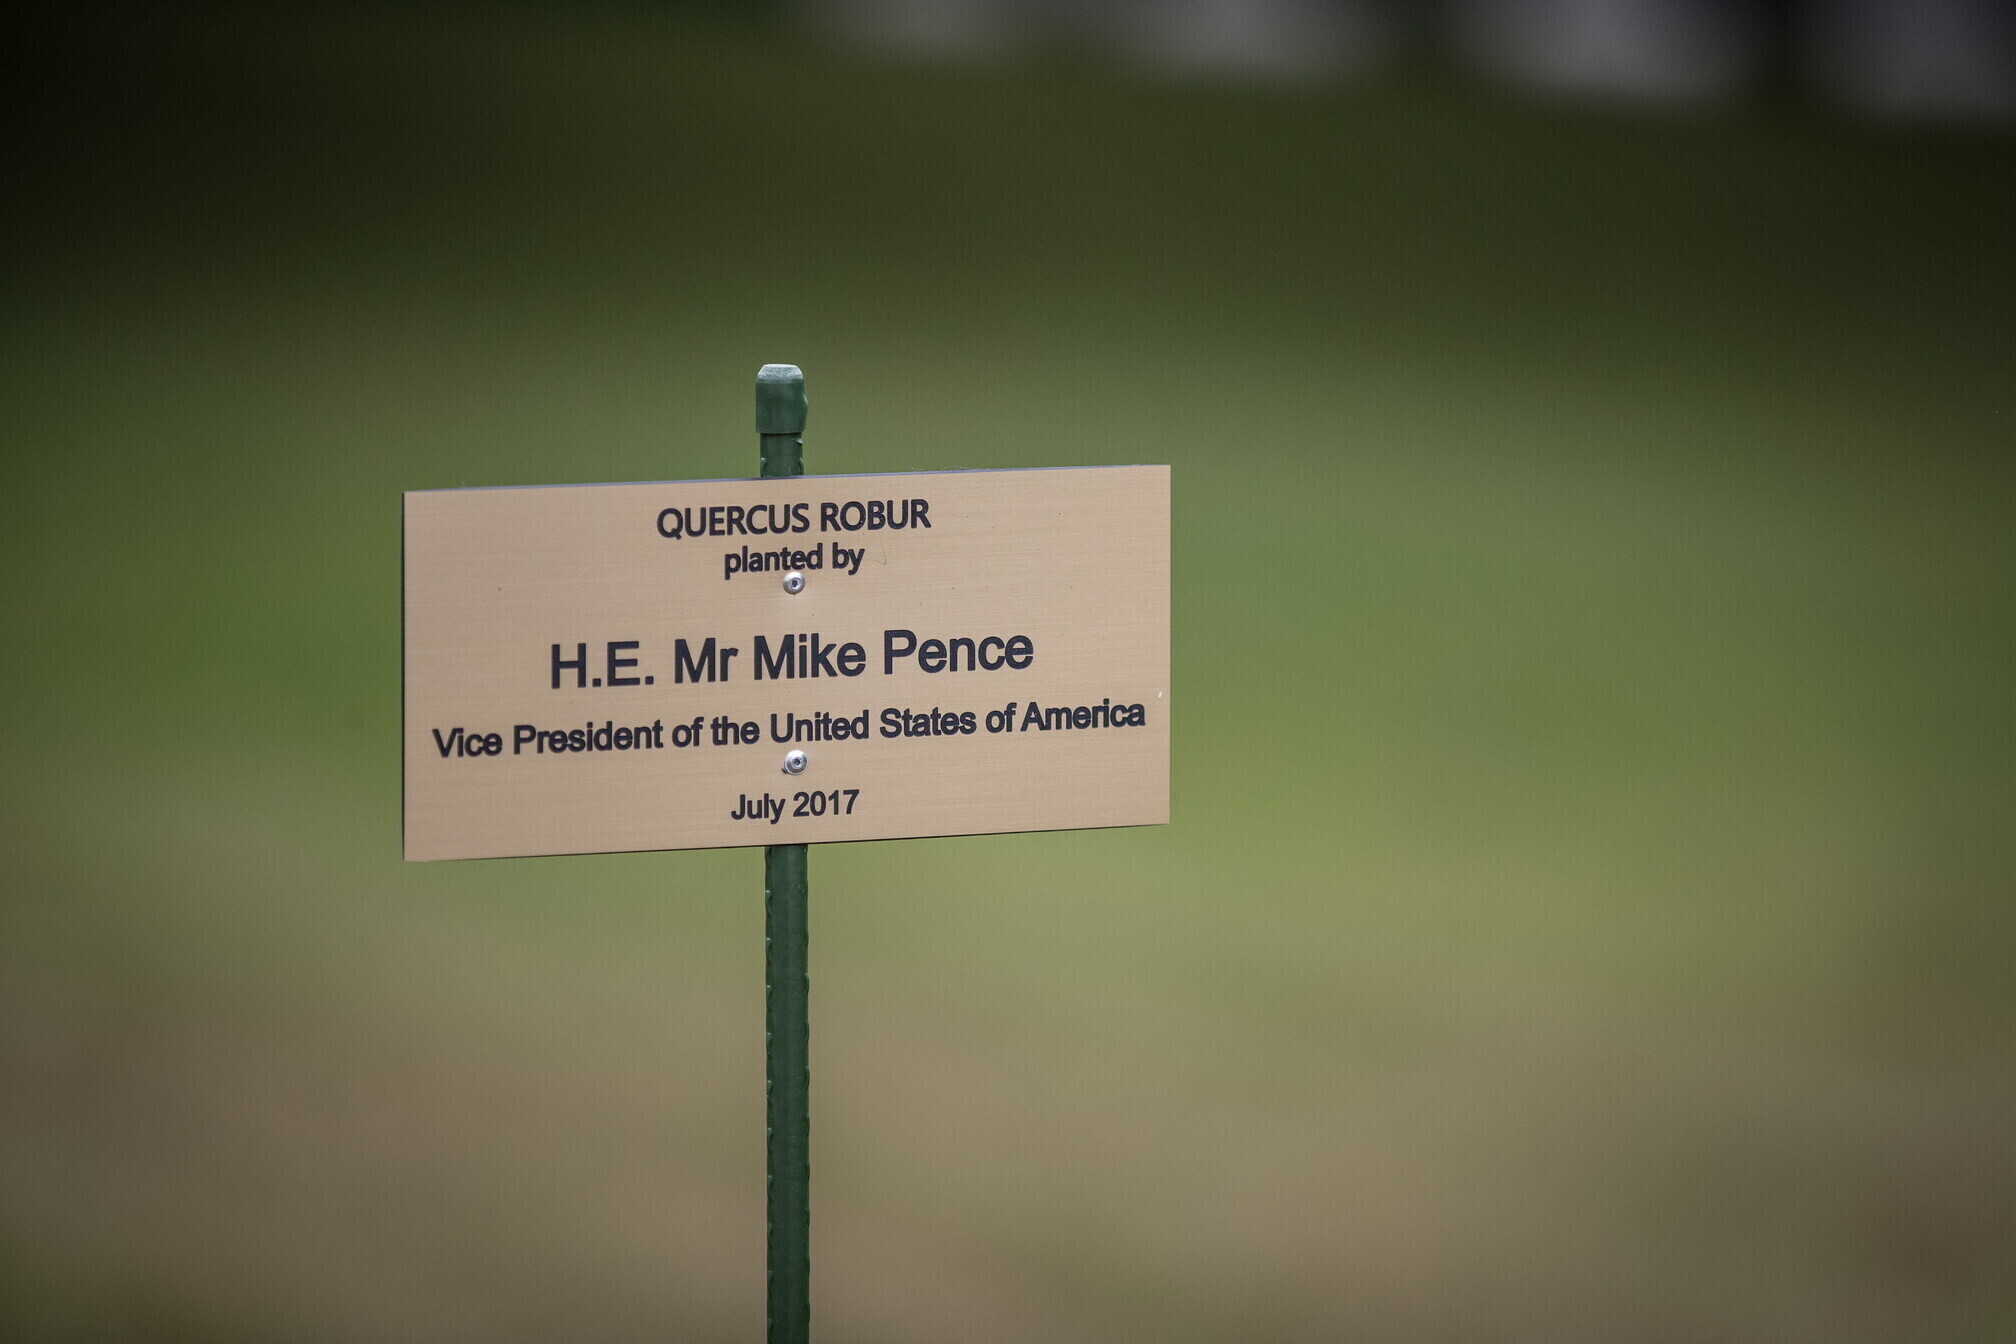 QUERCUS ROBUR
planted by
H.E. Mr Mike Pence
Vice President of the United States of America
July 2017